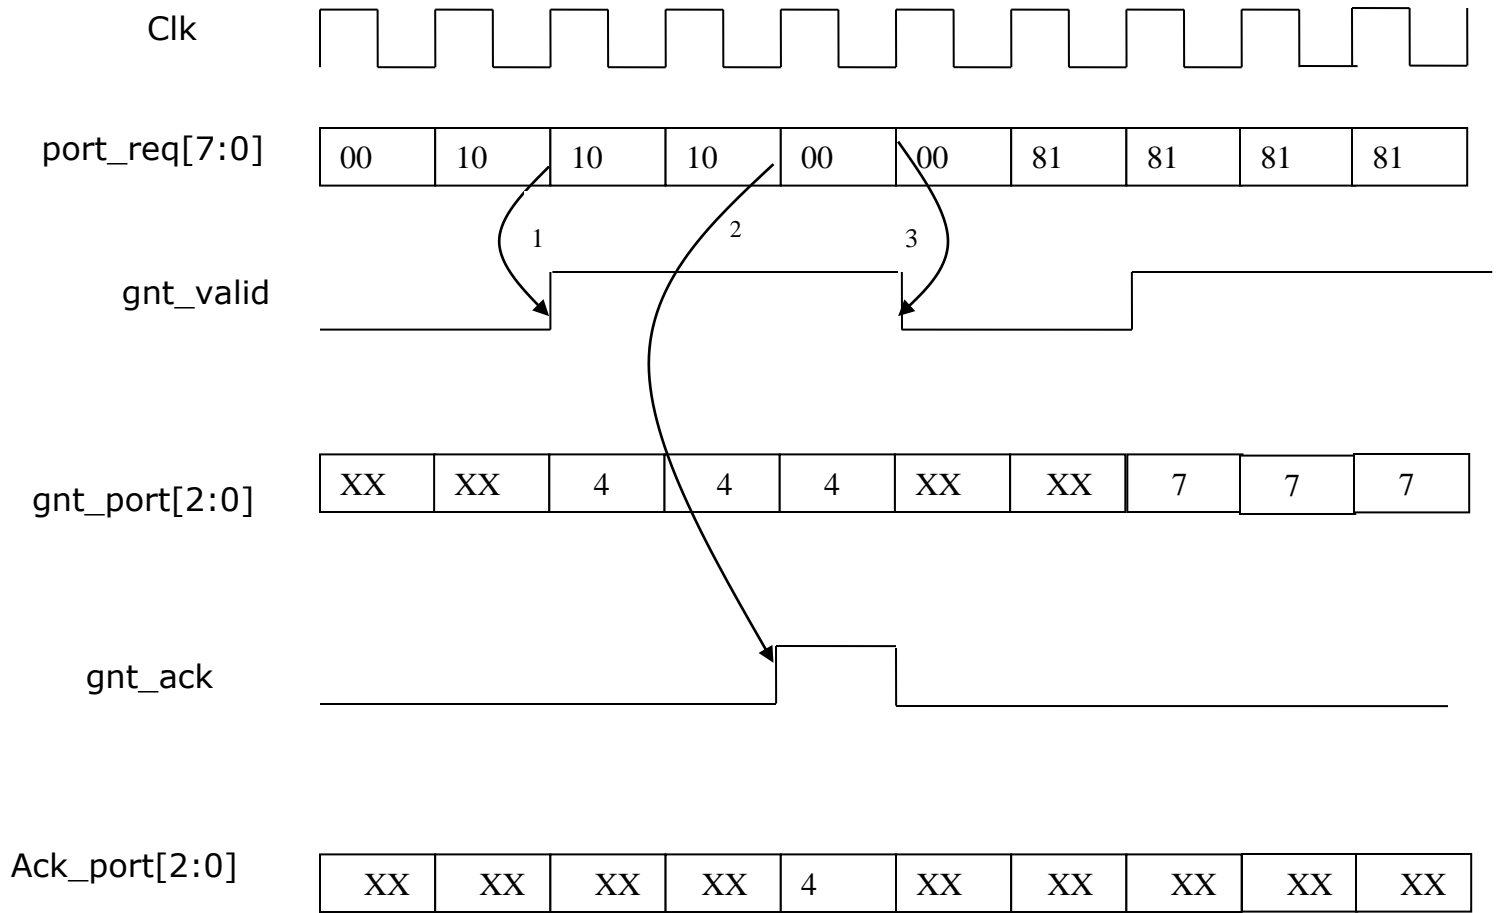 Clk
port_req[7:0] 00 10 10 10 00 00 81 81 81 81
1 2 3
gnt_valid
gnt_port[2:0] XX XX 4 4 4 XX XX 7 7 7
gnt_ack
Ack_port[2:0] XX XX XX XX 4 XX XX XX XX XX